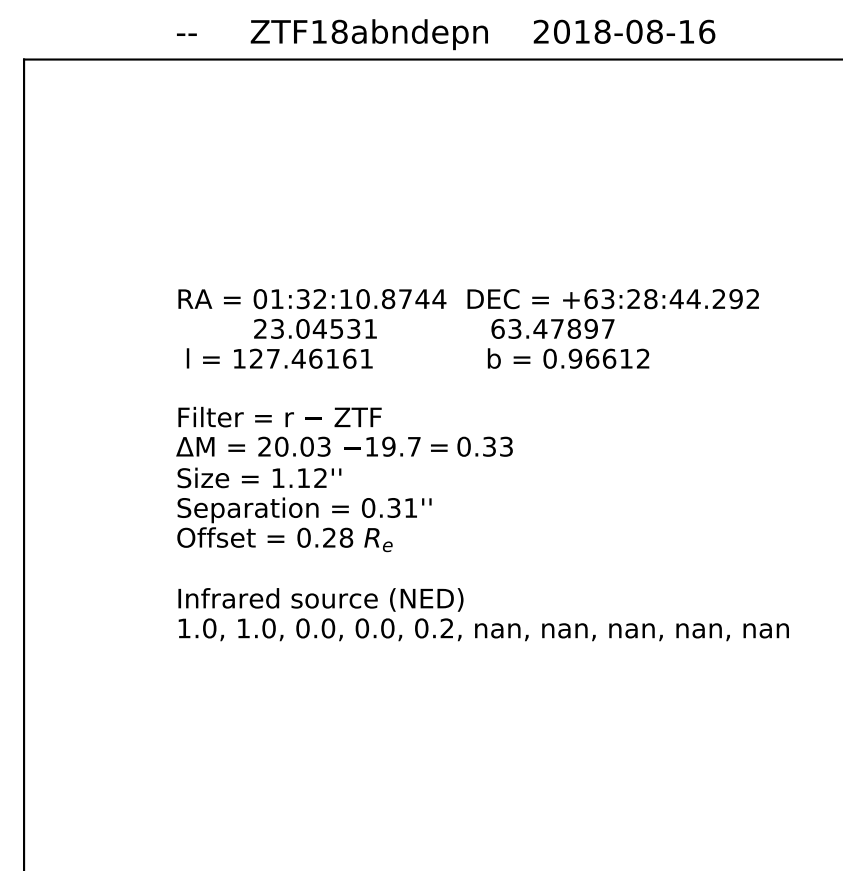 -- ZTF18abndepn 2018-08-16
RA = 01:32:10.8744 DEC = +63:28:44.292
23.04531 63.47897
l = 127.46161 b = 0.96612
Filter = r − ZTF
ΔM = 20.03 −19.7 = 0.33
Size = 1.12''
Separation = 0.31''
Offset = 0.28 Re
Infrared source (NED)
1.0, 1.0, 0.0, 0.0, 0.2, nan, nan, nan, nan, nan